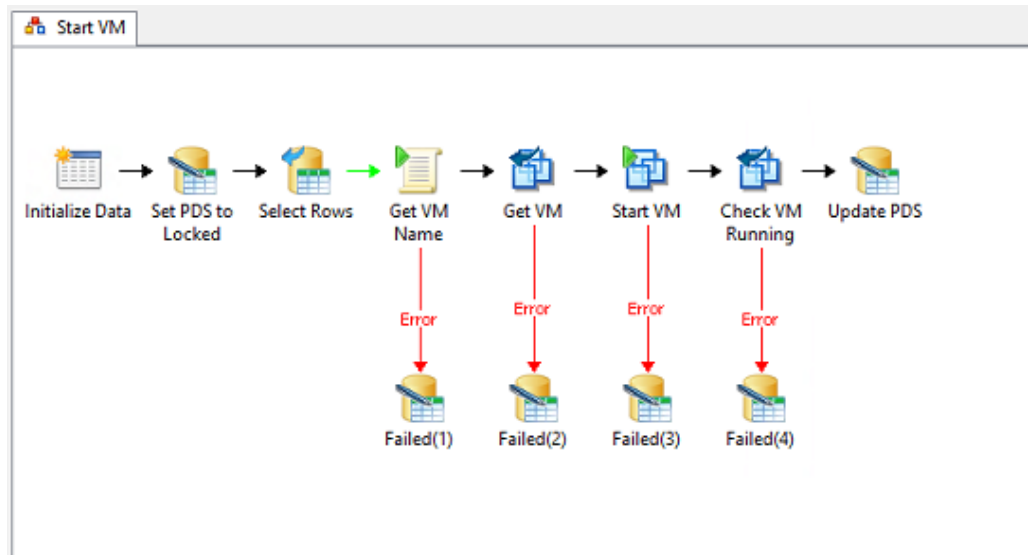 Start VM
Initialize Data
Set PDS to
Locked
Select Rows
Get VM
Name
Get VM
Start VM
Check VM
Running
Update PDS
Error
Error
Error
Error
Failed(1)
Failed(2)
Failed(3)
Failed(4)